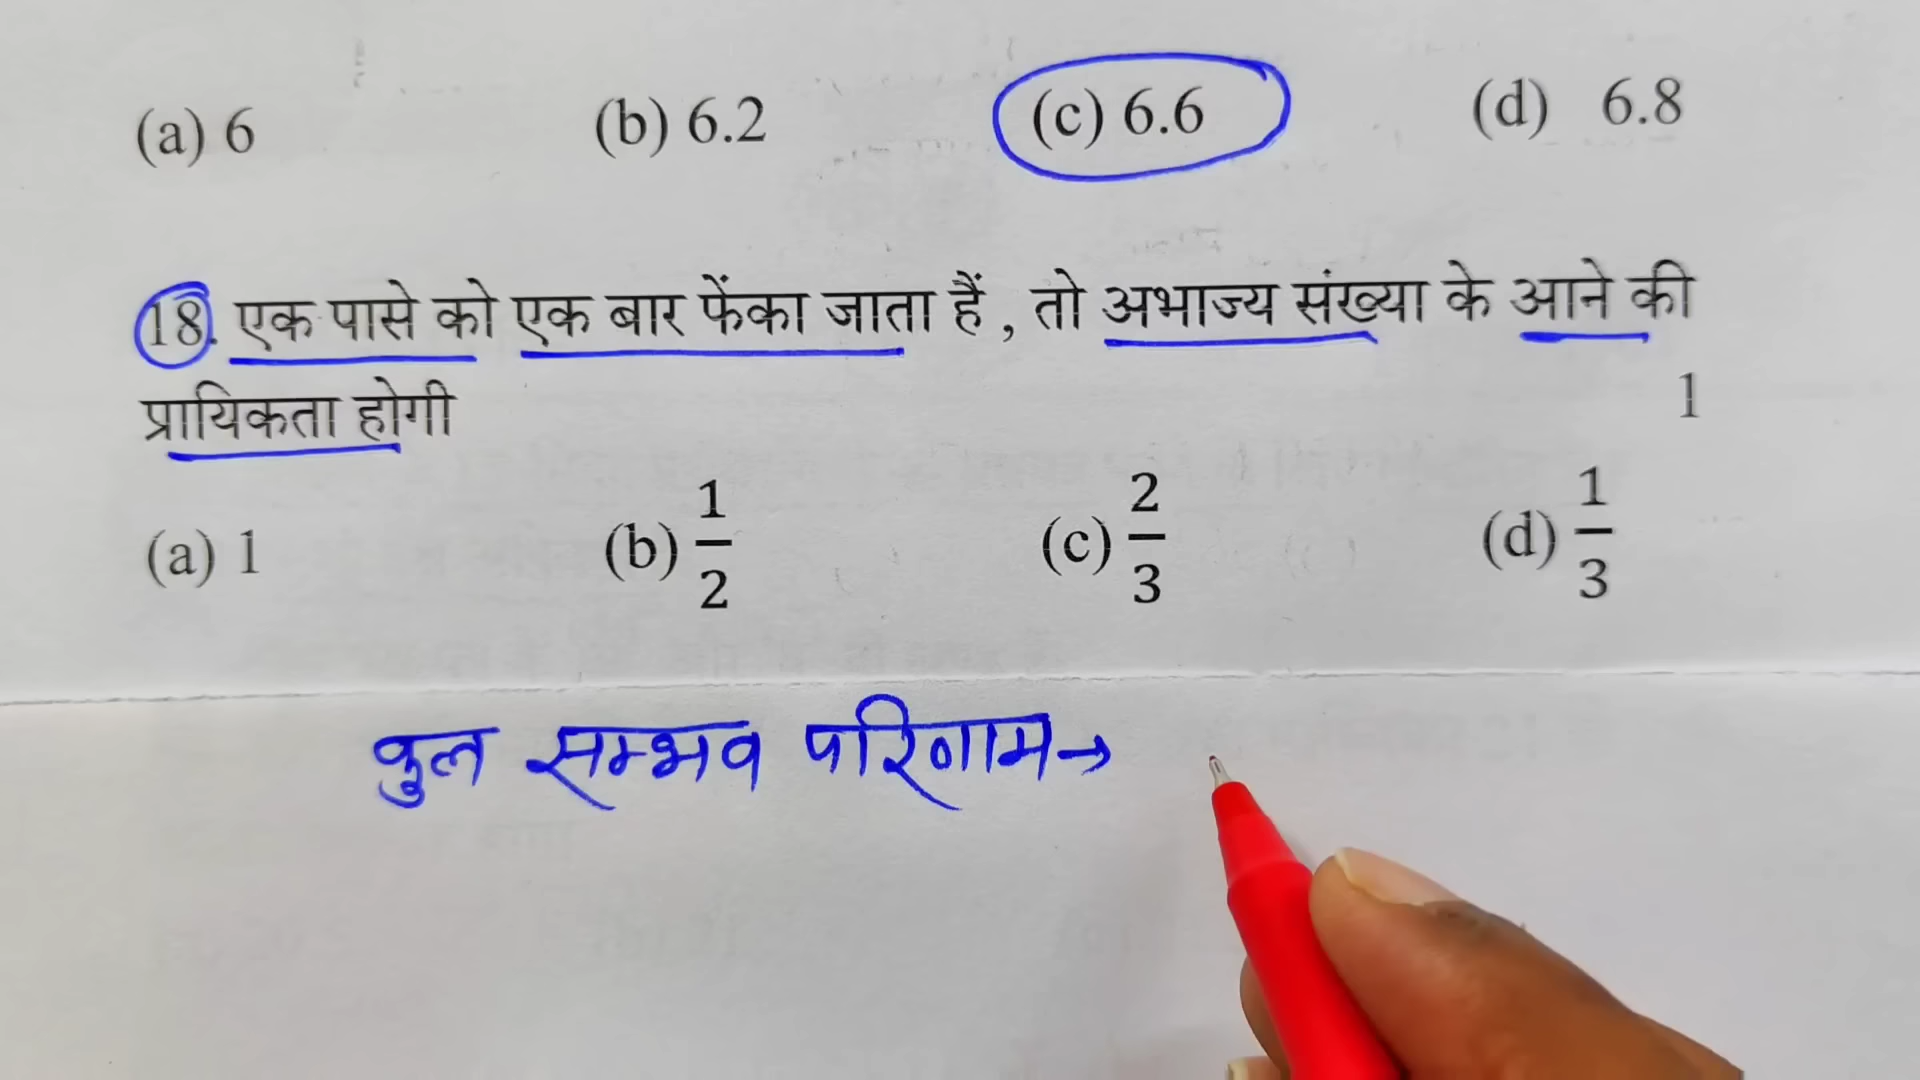 (a) 6 (b) 6.2 (c) 6.6 (d) 6.8
18. एक पासे को एक बार फेंका जाता हैं , तो अभाज्य संख्या के आने की
प्रायिकता होगी 1
(a) 1 (b) 1/2 (c) 2/3 (d) 1/3
कुल सम्भव परिणाम→